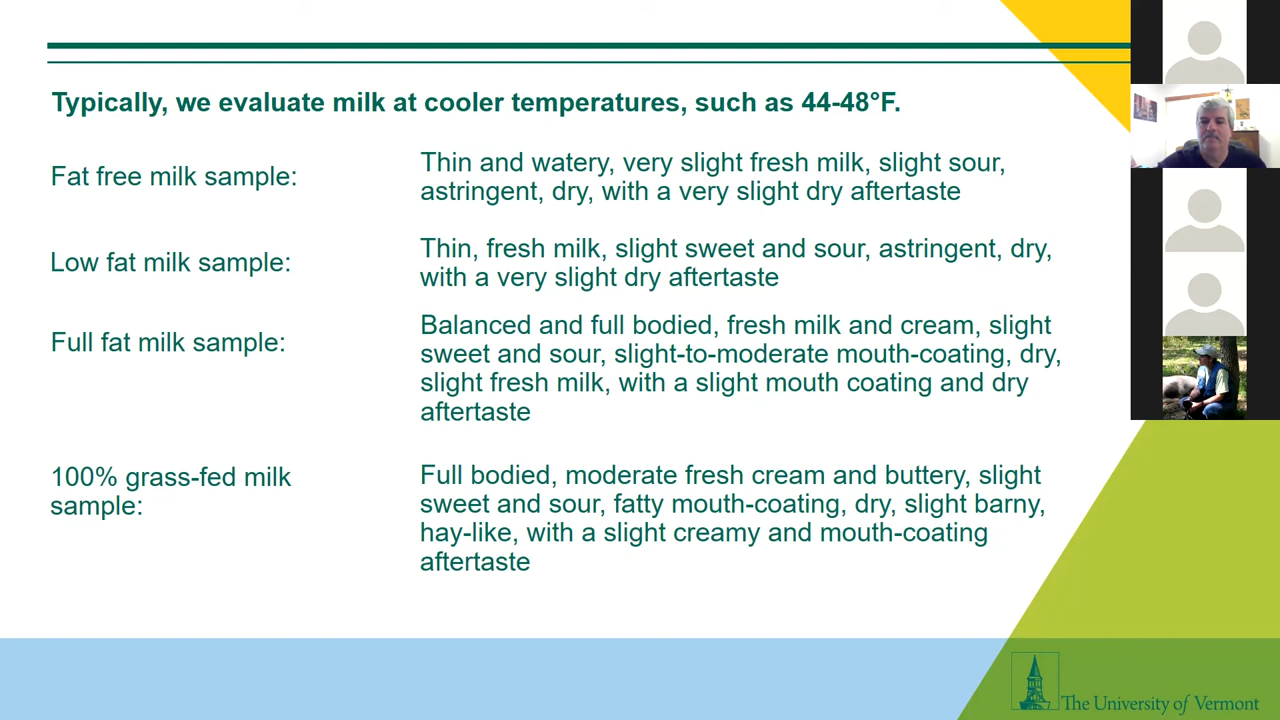 Typically, we evaluate milk at cooler temperatures, such as 44-48°F.
Fat free milk sample:
Thin and watery, very slight fresh milk, slight sour,
astringent, dry, with a very slight dry aftertaste
Low fat milk sample:
Thin, fresh milk, slight sweet and sour, astringent, dry,
with a very slight dry aftertaste
Full fat milk sample:
Balanced and full bodied, fresh milk and cream, slight
sweet and sour, slight-to-moderate mouth-coating, dry,
slight fresh milk, with a slight mouth coating and dry
aftertaste
100% grass-fed milk
sample:
Full bodied, moderate fresh cream and buttery, slight
sweet and sour, fatty mouth-coating, dry, slight barny,
hay-like, with a slight creamy and mouth-coating
aftertaste
The University of Vermont